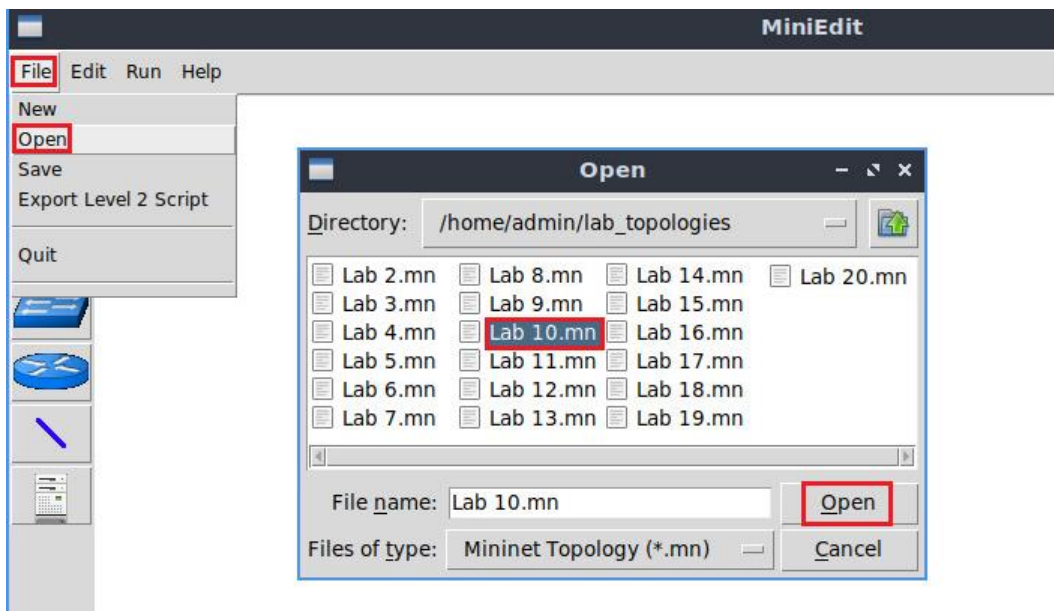 MiniEdit
File Edit Run Help
New
Open
Save
Export Level 2 Script
Quit
Open
Directory: /home/admin/lab_topologies
Lab 2.mn Lab 8.mn Lab 14.mn Lab 20.mn
Lab 3.mn Lab 9.mn Lab 15.mn
Lab 4.mn Lab 10.mn Lab 16.mn
Lab 5.mn Lab 11.mn Lab 17.mn
Lab 6.mn Lab 12.mn Lab 18.mn
Lab 7.mn Lab 13.mn Lab 19.mn
File name: Lab 10.mn Open
Files of type: Mininet Topology (*.mn) Cancel